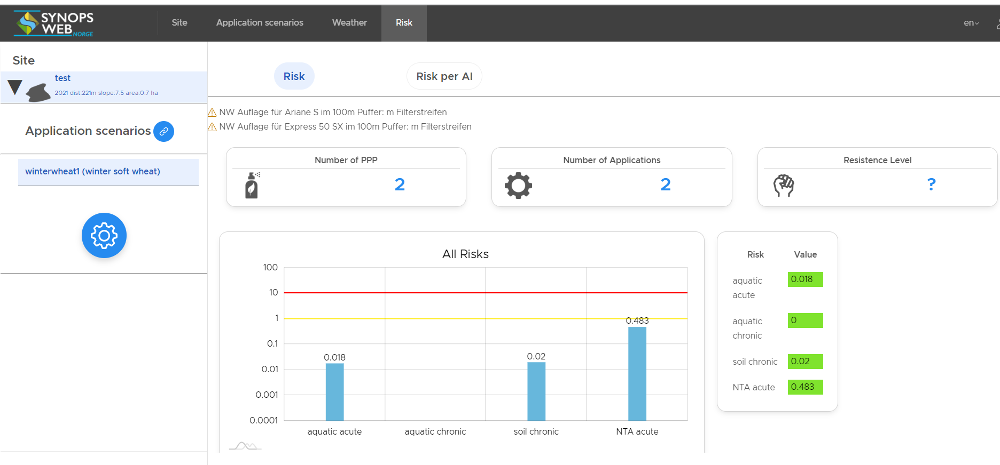 SYNOPS
WEB NORGE
Site
Application scenarios
Weather
Risk
en
Site
test
2021 dist:221m slope:7.5 area:0.7 ha
Application scenarios
winterwheat1 (winter soft wheat)
Risk
Risk per AI
NW Auflage für Ariane S im 100m Puffer: m Filterstreifen
NW Auflage für Express 50 SX im 100m Puffer: m Filterstreifen
Number of PPP
2
Number of Applications
2
Resistence Level
?
All Risks
100
10
1
0.1
0.01
0.001
0.0001
0.018
0.02
0.483
aquatic acute
aquatic chronic
soil chronic
NTA acute
Risk Value
aquatic
acute
0.018
aquatic
chronic
0
soil chronic 0.02
NTA acute 0.483